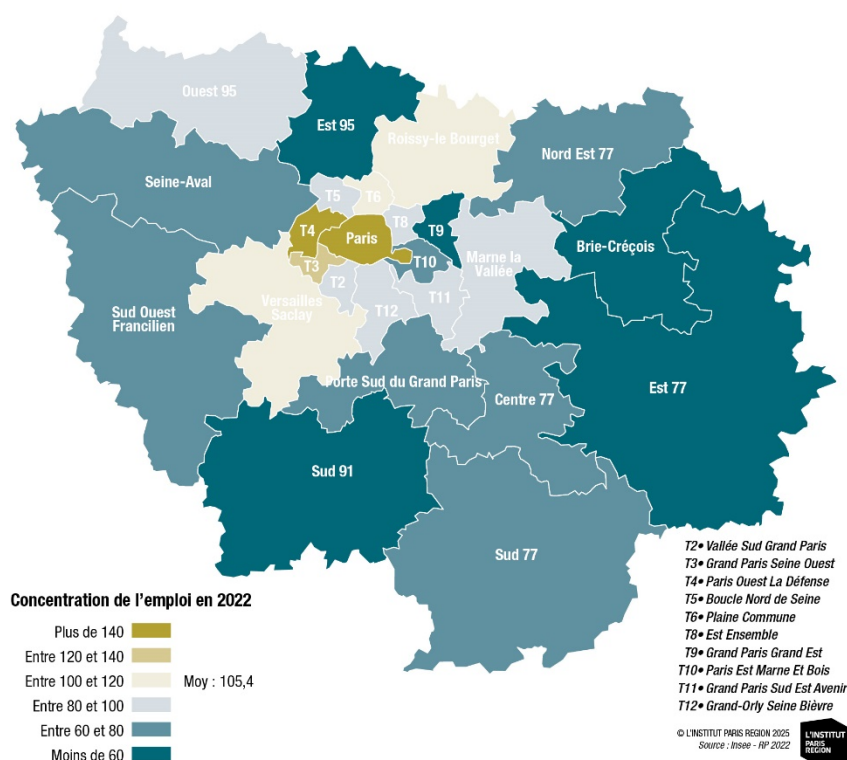 Ouest 95
Est 95
Roissy-le Bourget
Nord Est 77
Seine-Aval
T5
T6
T4
Paris
T8
T9
T10
Marne la
Vallée
Brie-Créçois
T3
T2
T11
T12
Versailles
Saclay
Sud Ouest
Francilien
Porte Sud du Grand Paris
Centre 77
Est 77
Sud 91
Sud 77
T2• Vallée Sud Grand Paris
T3• Grand Paris Seine Ouest
T4• Paris Ouest La Défense
T5• Boucle Nord de Seine
T6• Plaine Commune
T8• Est Ensemble
T9• Grand Paris Grand Est
T10• Paris Est Marne Et Bois
T11• Grand Paris Sud Est Avenir
T12• Grand-Orly Seine Bièvre
Concentration de l'emploi en 2022
Plus de 140
Entre 120 et 140
Entre 100 et 120 Moy : 105,4
Entre 80 et 100
Entre 60 et 80
Moins de 60
© L'INSTITUT PARIS REGION 2025
Source : Insee - RP 2022
L'INSTITUT
PARIS
REGION